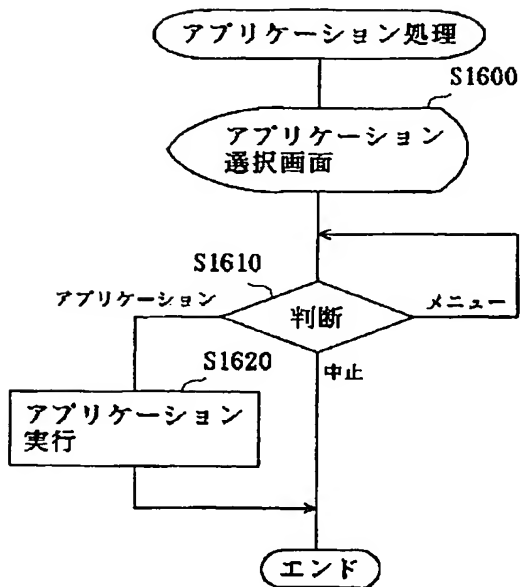 アプリケーション処理
S1600
アプリケーション
選択画面
S1610
アプリケーション
判断
メニュー
中止
S1620
アプリケーション
実行
エンド